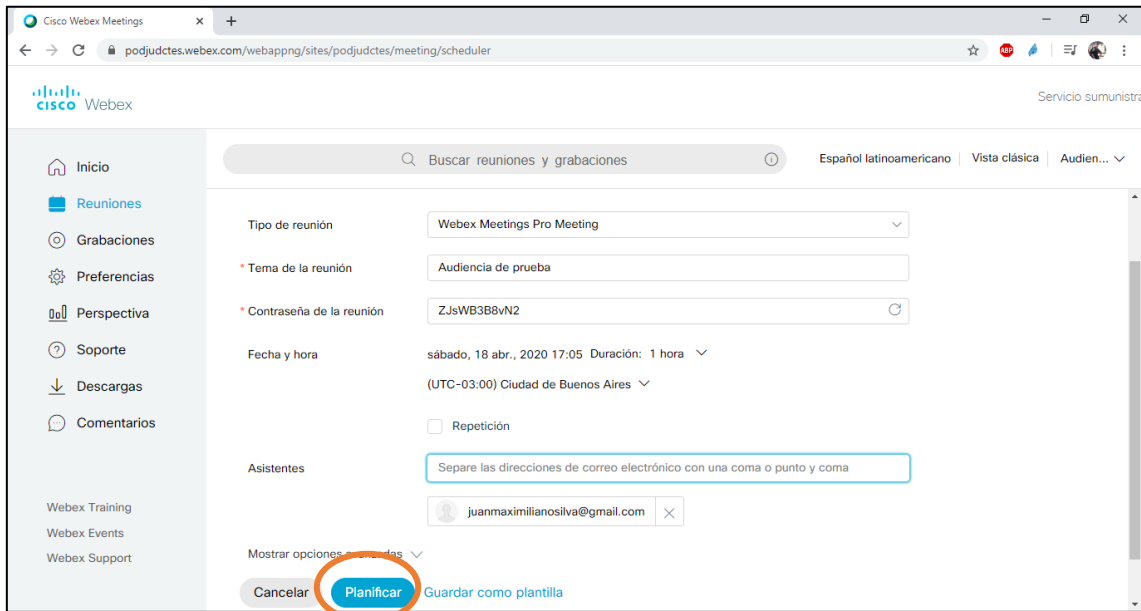 Cisco Webex Meetings
podjudctes.webex.com/webappng/sites/podjudctes/meeting/scheduler
ABP
cisco Webex
Servicio sumunistra
Inicio
Reuniones
Grabaciones
Preferencias
Perspectiva
Soporte
Descargas
Comentarios
Webex Training
Webex Events
Webex Support
Buscar reuniones y grabaciones
Español latinoamericano Vista clásica Audien...
Tipo de reunión Webex Meetings Pro Meeting
* Tema de la reunión Audiencia de prueba
* Contraseña de la reunión ZJsWB3B8vN2
Fecha y hora sábado, 18 abr., 2020 17:05 Duración: 1 hora
(UTC-03:00) Ciudad de Buenos Aires
Repetición
Asistentes Separe las direcciones de correo electrónico con una coma o punto y coma
juanmaximilianosilva@gmail.com
Mostrar opciones avanzadas
Cancelar Planificar Guardar como plantilla